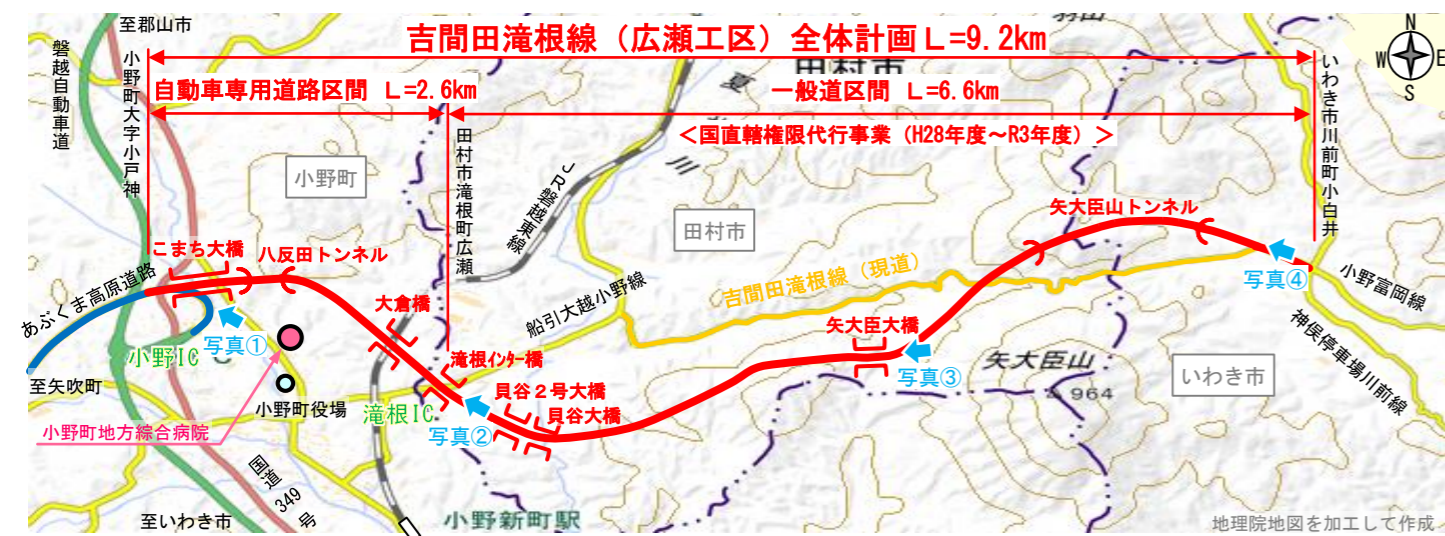 至郡山市
磐越自動車道
小野町大字小戸神
吉間田滝根線（広瀬工区）全体計画Ｌ=9.2km
自動車専用道路区間 Ｌ=2.6km
一般道区間 Ｌ=6.6km
＜国直轄権限代行事業（H28年度～R3年度）＞
田村市
田村市滝根町広瀬
いわき市川前町小白井
N
W
E
S
小野町
ＪＲ磐越東線
田村市
矢大臣山トンネル
こまち大橋
八反田トンネル
あぶくま高原道路
大倉橋
船引大越小野線
吉間田滝根線（現道）
写真④
小野富岡線
神俣停車場川前線
小野IC
写真①
矢大臣大橋
写真③
矢大臣山
964
いわき市
至矢吹町
小野町役場
滝根インター橋
滝根IC
貝谷２号大橋
貝谷大橋
写真②
小野町地方綜合病院
国道349号
至いわき市
小野新町駅
地理院地図を加工して作成